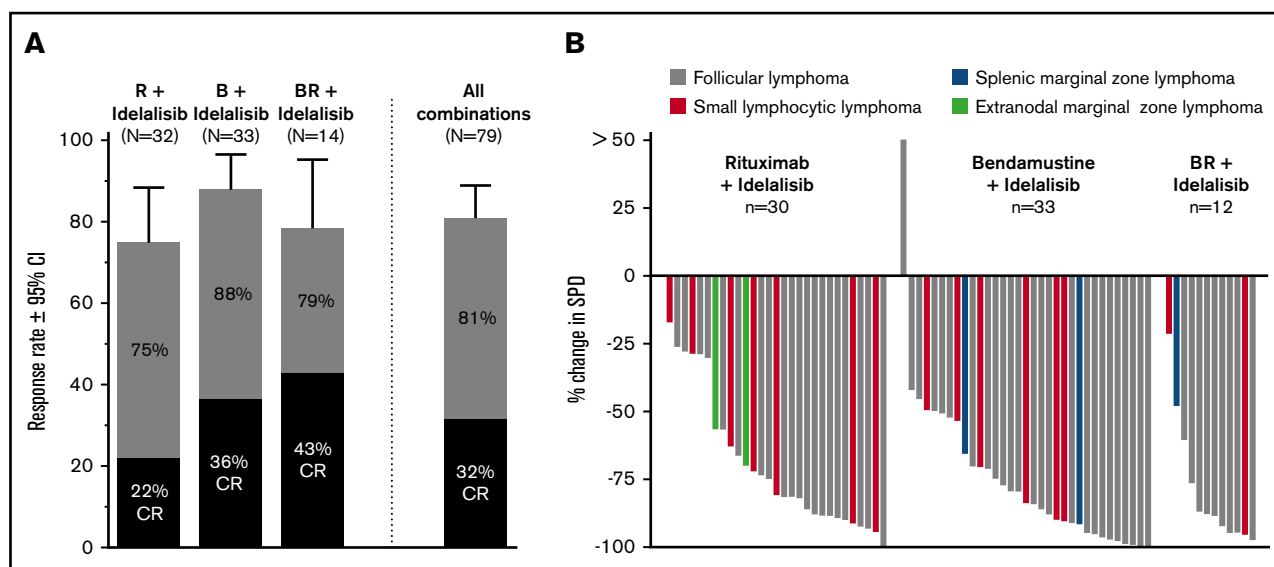 A
R +
Idelalisib
(N=32)
B +
Idelalisib
(N=33)
BR +
Idelalisib
(N=14)
All
combinations
(N=79)
Response rate ± 95% CI
100
80
60
40
20
0
75%
22%
CR
88%
36%
CR
79%
43%
CR
81%
32%
CR
B
Follicular lymphoma
Small lymphocytic lymphoma
Splenic marginal zone lymphoma
Extranodal marginal zone lymphoma
% change in SPD
> 50
25
0
-25
-50
-75
-100
Rituximab
+ Idelalisib
n=30
Bendamustine
+ Idelalisib
n=33
BR +
Idelalisib
n=12